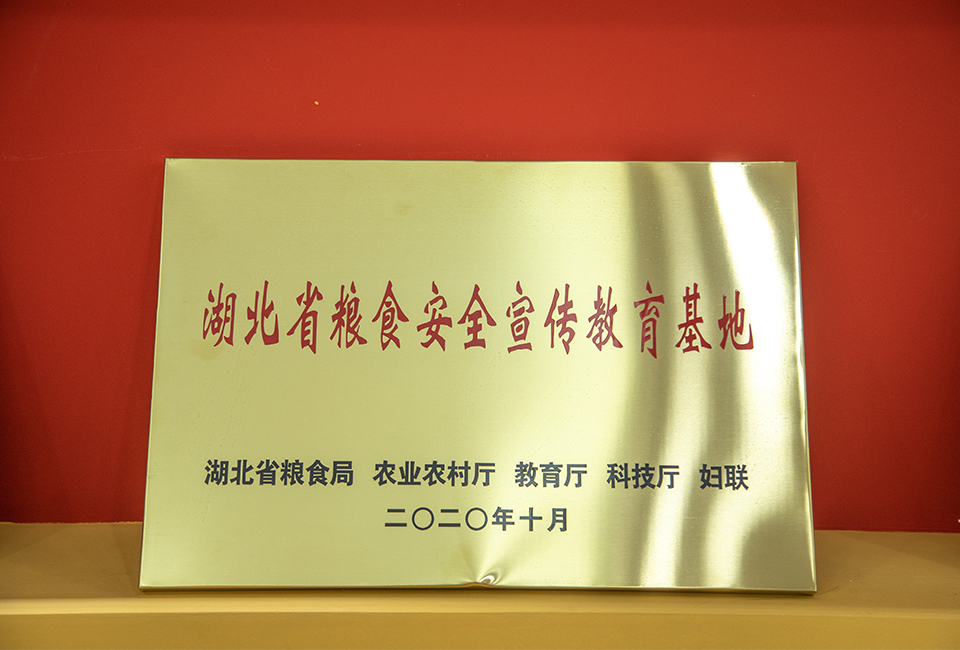 湖北省粮食安全宣传教育基地
湖北省粮食局 农业农村厅 教育厅 科技厅 妇联
二〇二〇年十月